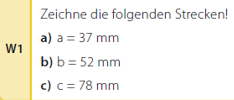 W1
Zeichne die folgenden Strecken!
a) a = 37 mm
b) b = 52 mm
c) c = 78 mm